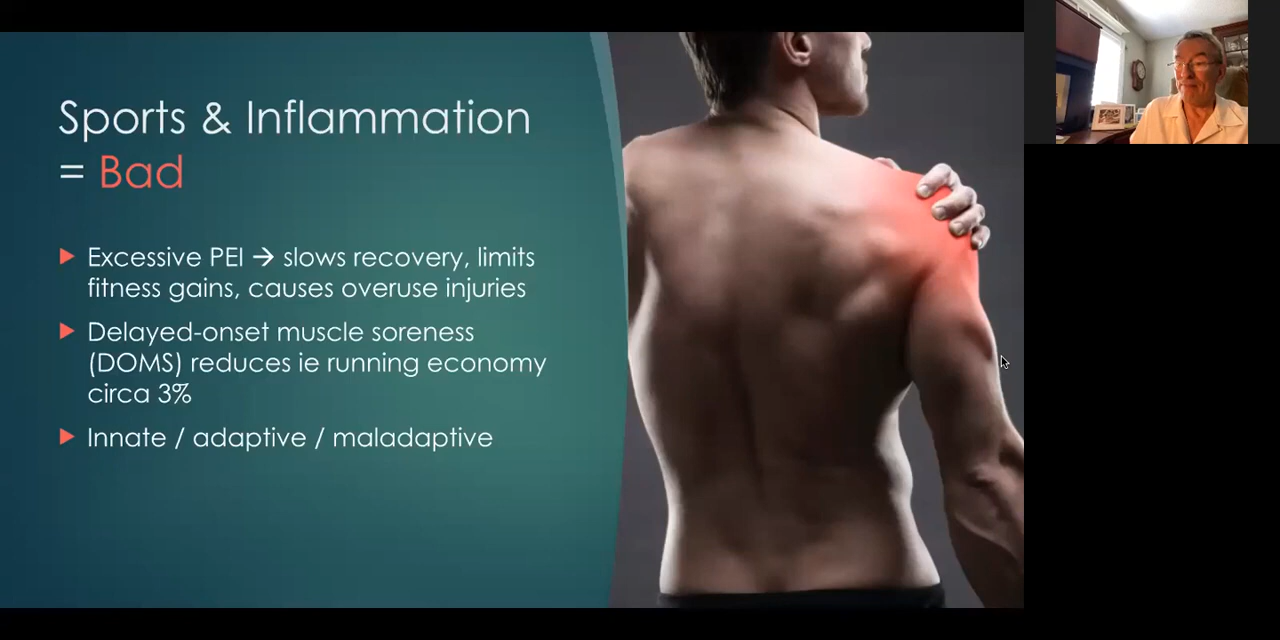 Sports & Inflammation
= Bad
Excessive PEI → slows recovery, limits
fitness gains, causes overuse injuries
Delayed-onset muscle soreness
(DOMS) reduces ie running economy
circa 3%
Innate / adaptive / maladaptive